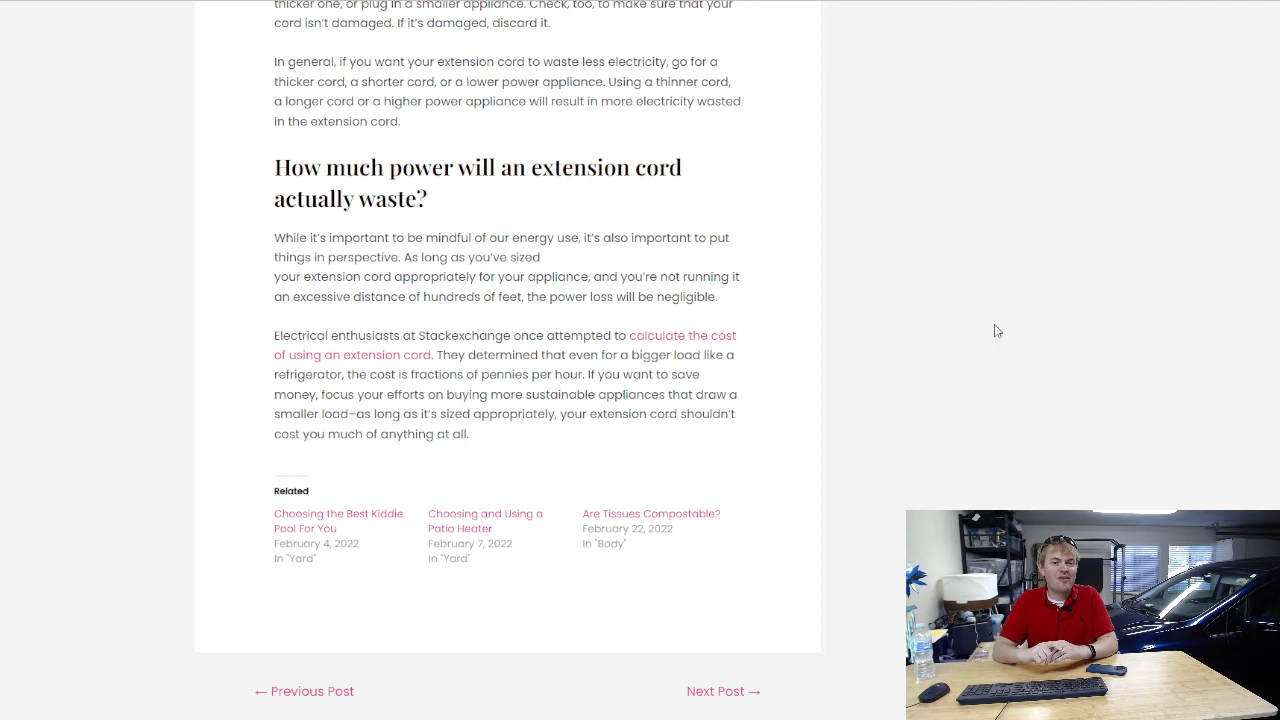 thicker one, or plug in a smaller appliance. Check, too, to make sure that your
cord isn’t damaged. If it’s damaged, discard it.
In general, if you want your extension cord to waste less electricity, go for a
thicker cord, a shorter cord, or a lower power appliance. Using a thinner cord,
a longer cord or a higher power appliance will result in more electricity wasted
in the extension cord.
How much power will an extension cord
actually waste?
While it’s important to be mindful of our energy use, it’s also important to put
things in perspective. As long as you’ve sized
your extension cord appropriately for your appliance, and you’re not running it
an excessive distance of hundreds of feet, the power loss will be negligible.
Electrical enthusiasts at Stackexchange once attempted to calculate the cost
of using an extension cord. They determined that even for a bigger load like a
refrigerator, the cost is fractions of pennies per hour. If you want to save
money, focus your efforts on buying more sustainable appliances that draw a
smaller load–as long as it’s sized appropriately, your extension cord shouldn’t
cost you much of anything at all.
Related
Choosing the Best Kiddie
Pool For You
February 4, 2022
In "Yard"
Choosing and Using a
Patio Heater
February 7, 2022
In "Yard"
Are Tissues Compostable?
February 22, 2022
In "Body"
← Previous Post
Next Post →